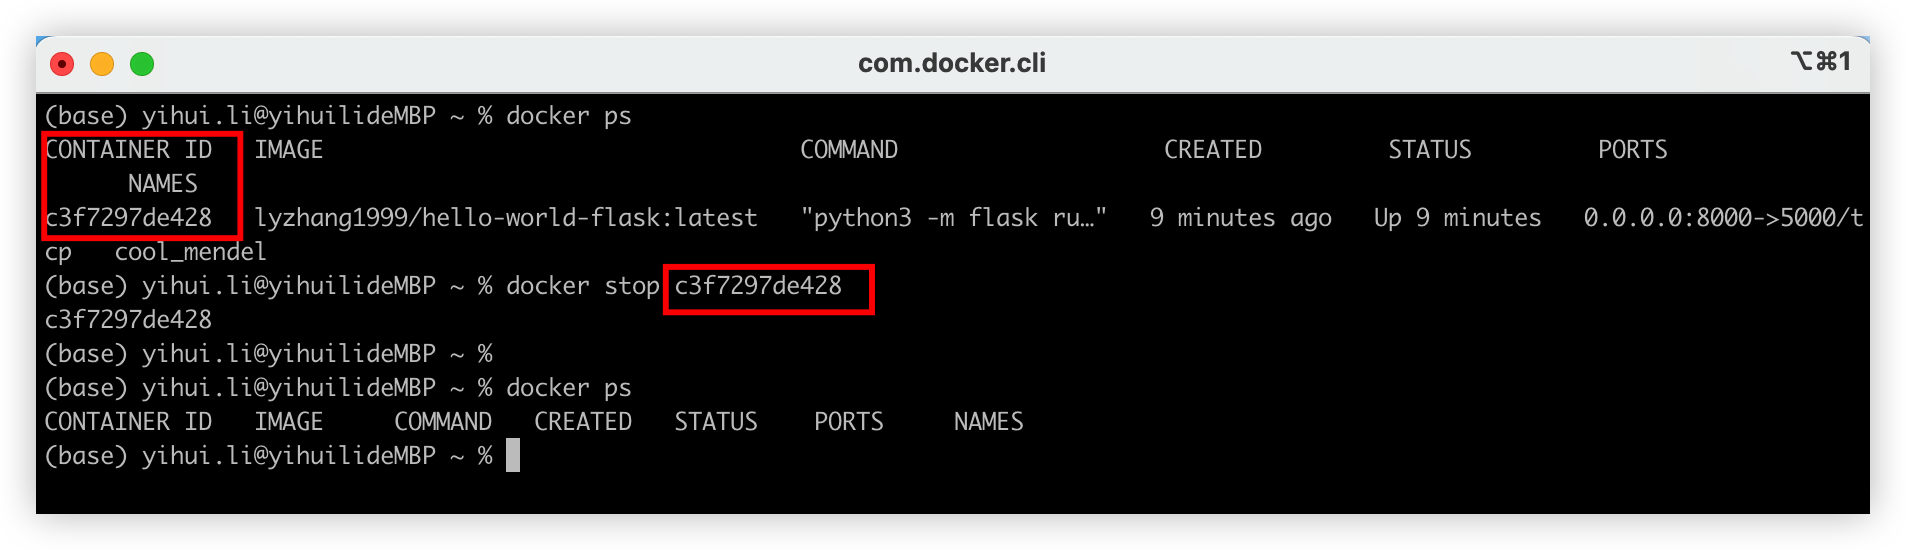 com.docker.cli
⌥⌘1
(base) yihui.li@yihuilideMBP ~ % docker ps
CONTAINER ID   IMAGE                                  COMMAND                   CREATED         STATUS         PORTS
      NAMES
c3f7297de428   lyzhang1999/hello-world-flask:latest   "python3 -m flask ru…"   9 minutes ago   Up 9 minutes   0.0.0.0:8000->5000/t
cp   cool_mendel
(base) yihui.li@yihuilideMBP ~ % docker stop c3f7297de428
c3f7297de428
(base) yihui.li@yihuilideMBP ~ %
(base) yihui.li@yihuilideMBP ~ % docker ps
CONTAINER ID   IMAGE     COMMAND   CREATED   STATUS    PORTS     NAMES
(base) yihui.li@yihuilideMBP ~ %